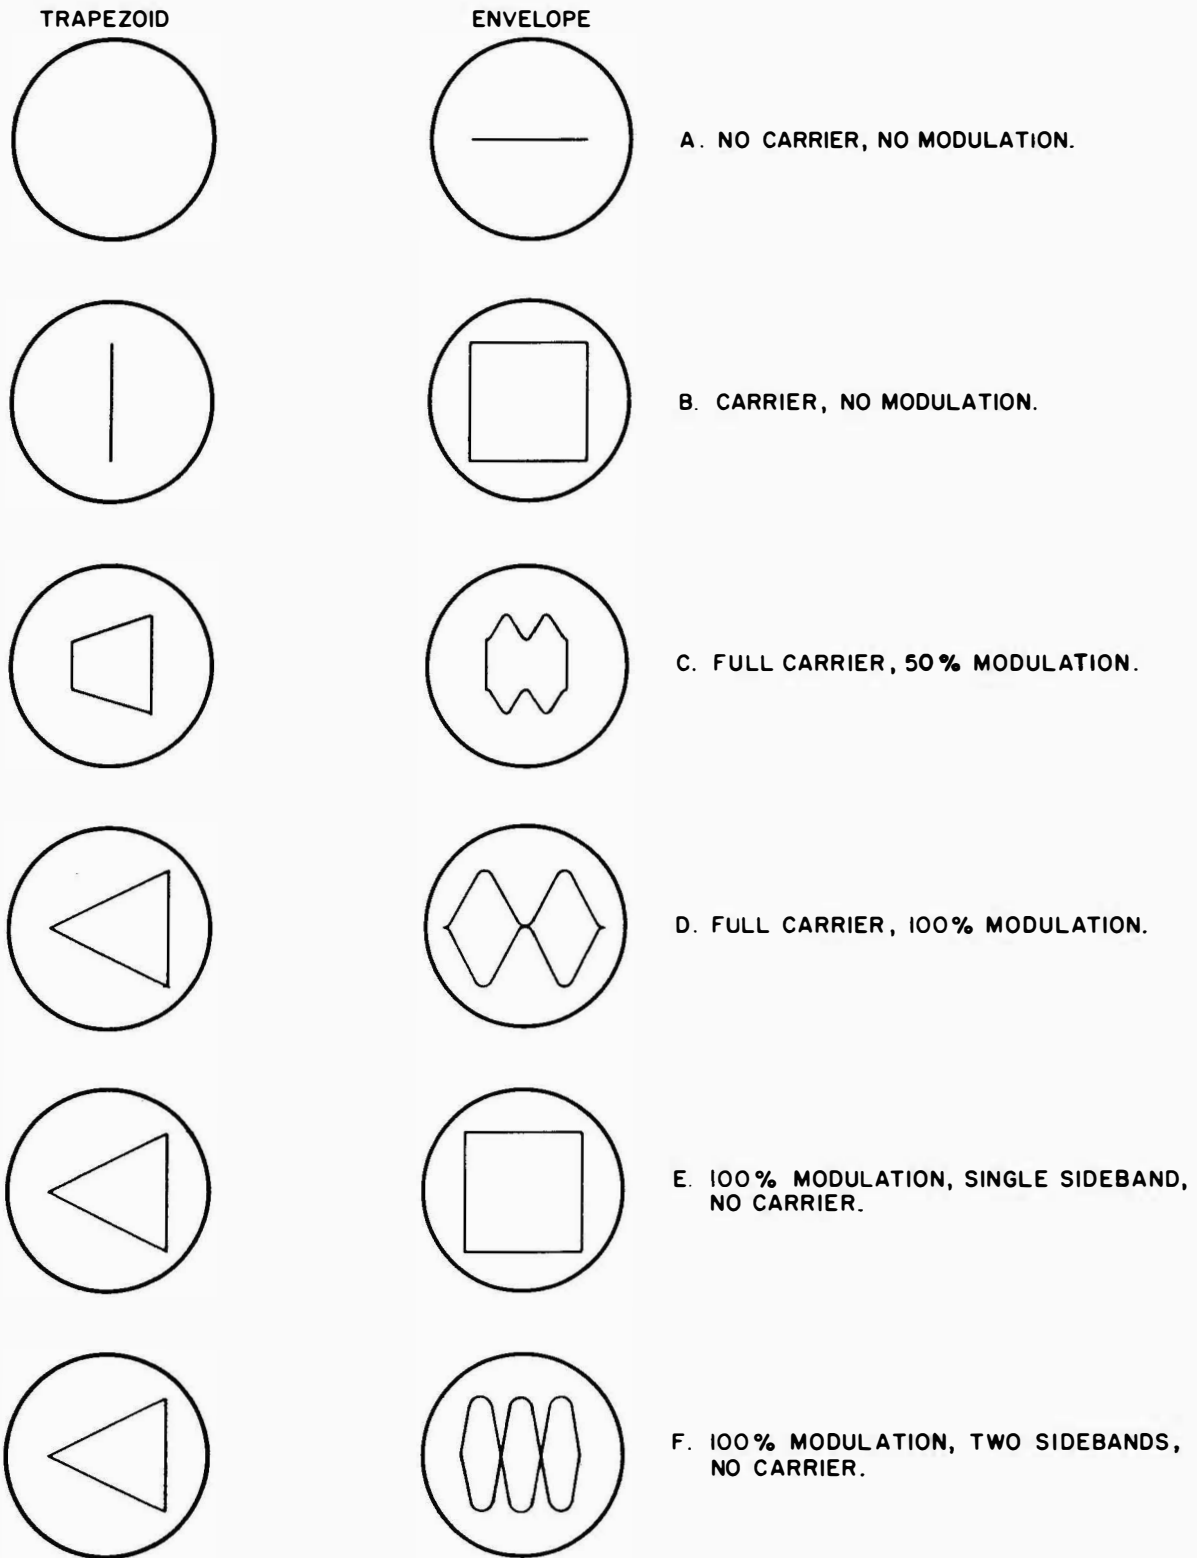 TRAPEZOID
ENVELOPE
A. NO CARRIER, NO MODULATION.
B. CARRIER, NO MODULATION.
C. FULL CARRIER, 50% MODULATION.
D. FULL CARRIER, 100% MODULATION.
E. 100% MODULATION, SINGLE SIDEBAND,
NO CARRIER.
F. 100% MODULATION, TWO SIDEBANDS,
NO CARRIER.